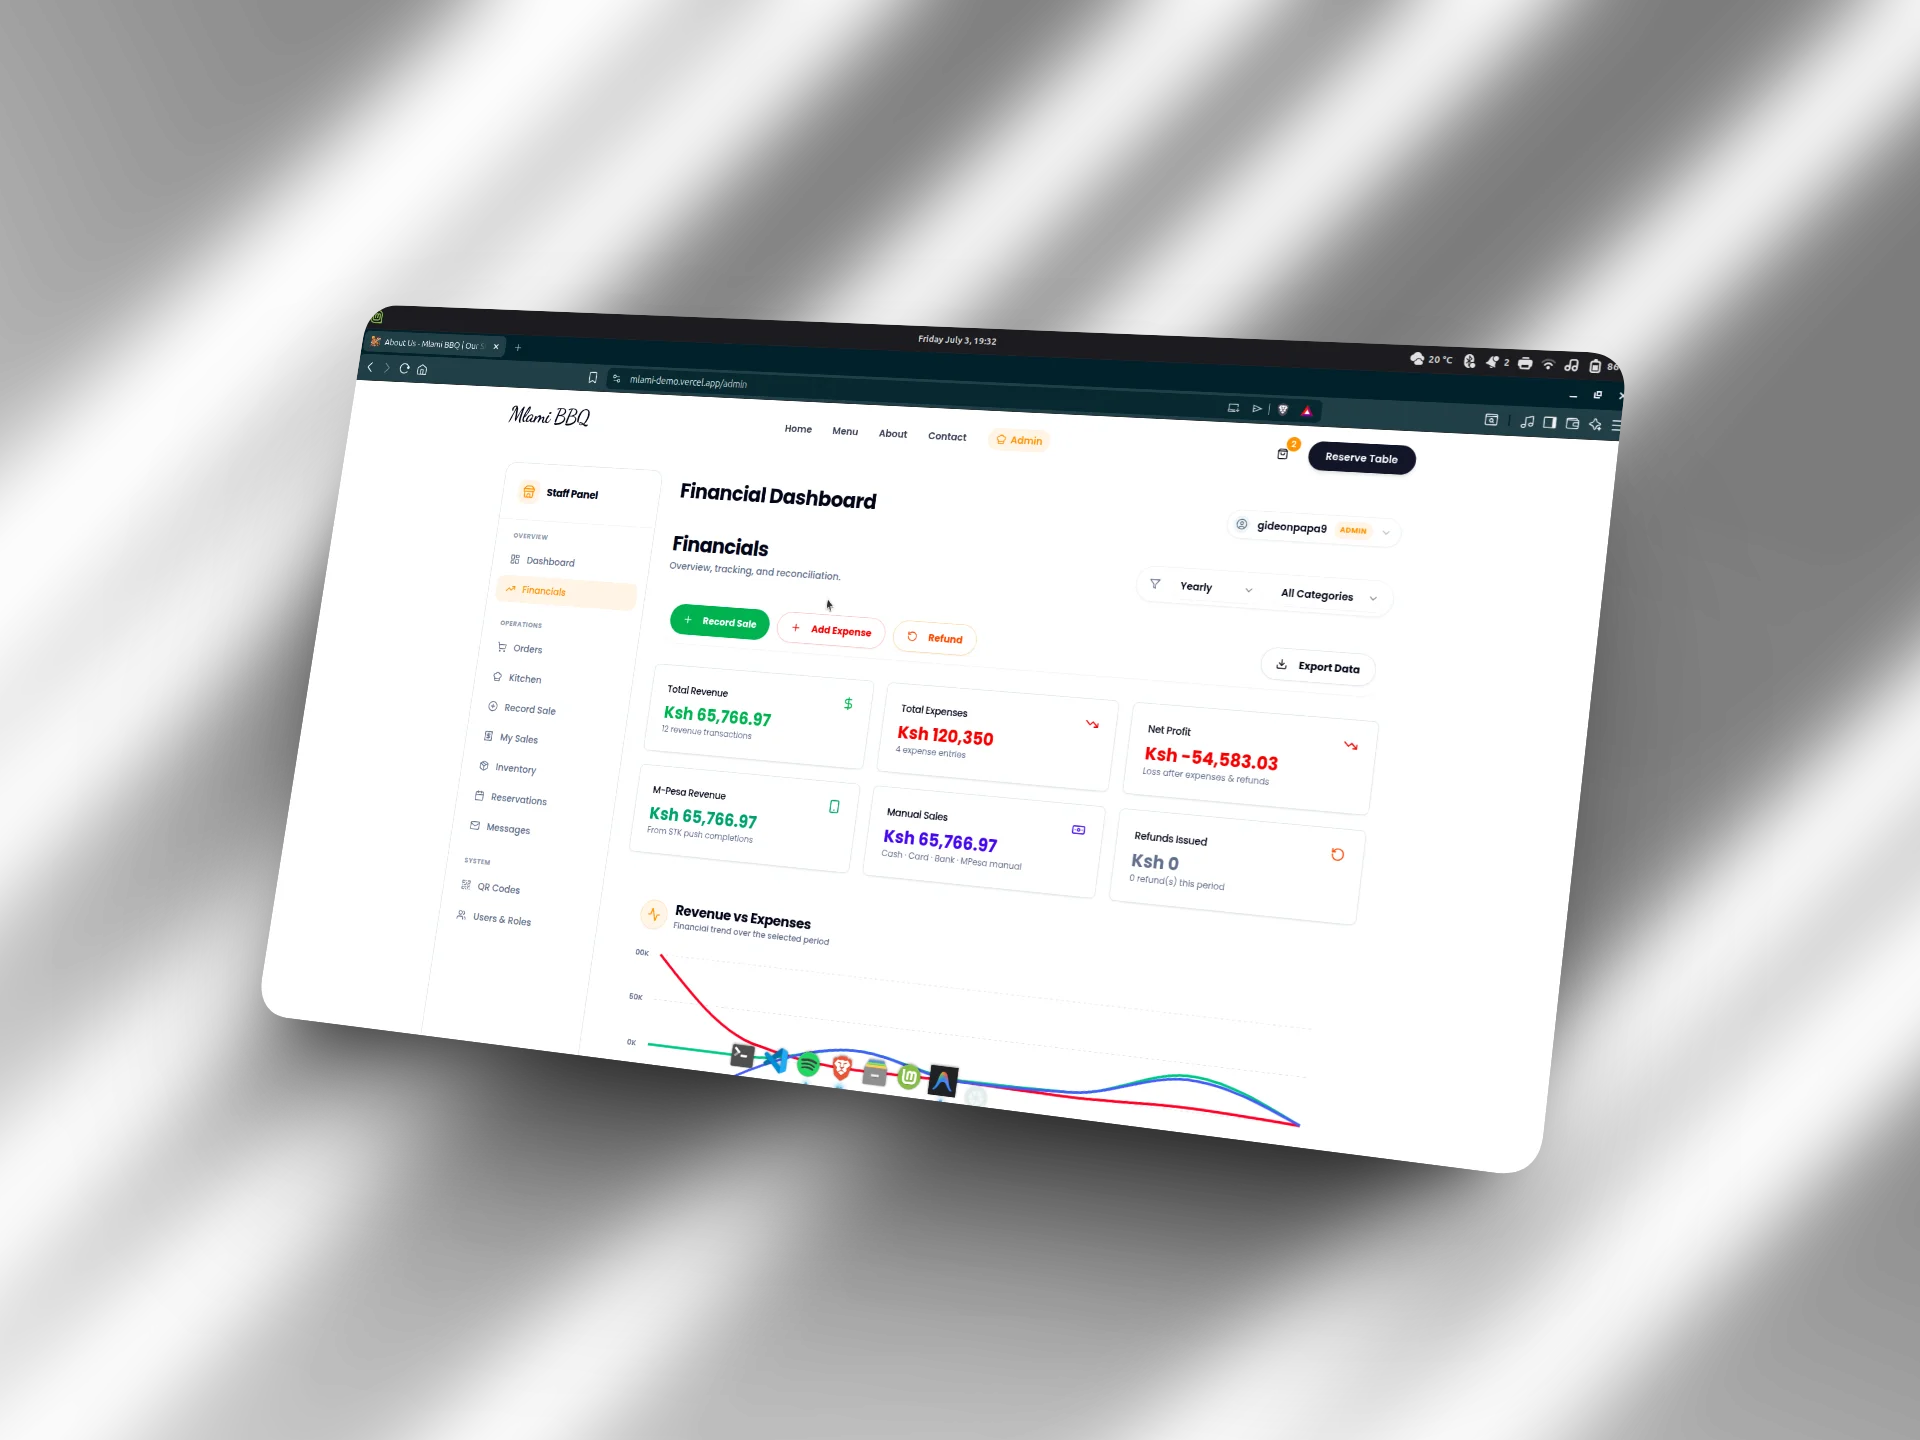 Friday July 3, 19:32
20 °C
2
86
About Us - Mlami BBQ | Our S
mlami-demo.vercel.app/admin
Mlami BBQ
Home
Menu
About
Contact
Admin
2
Reserve Table
Staff Panel
OVERVIEW
Dashboard
Financials
OPERATIONS
Orders
Kitchen
Record Sale
My Sales
Inventory
Reservations
Messages
SYSTEM
QR Codes
Users & Roles
Financial Dashboard
gideonpapa9
ADMIN
Financials
Overview, tracking, and reconciliation.
Yearly
All Categories
Record Sale
Add Expense
Refund
Export Data
Total Revenue
Ksh 65,766.97
12 revenue transactions
Total Expenses
Ksh 120,350
4 expense entries
Net Profit
Ksh -54,583.03
Loss after expenses & refunds
M-Pesa Revenue
Ksh 65,766.97
From STK push completions
Manual Sales
Ksh 65,766.97
Cash · Card · Bank · MPesa manual
Refunds Issued
Ksh 0
0 refund(s) this period
Revenue vs Expenses
Financial trend over the selected period
00K
50K
0K